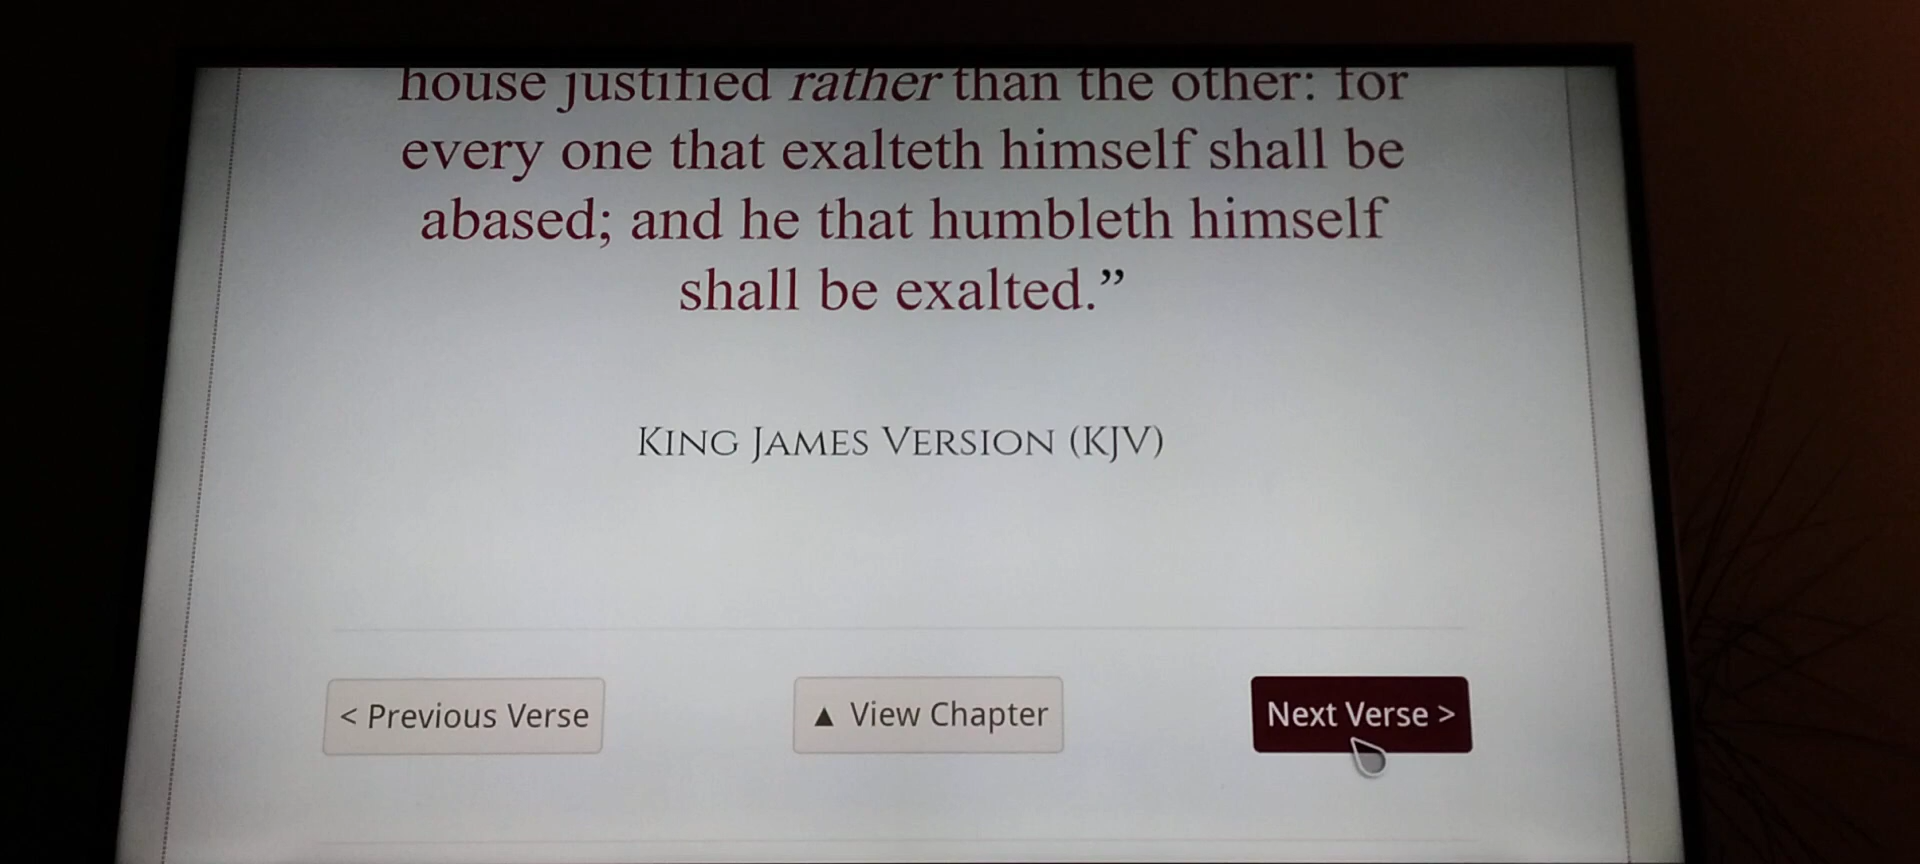 house justified rather than the other: for
every one that exalteth himself shall be
abased; and he that humbleth himself
shall be exalted.”
King James Version (KJV)
< Previous Verse
▲ View Chapter
Next Verse >